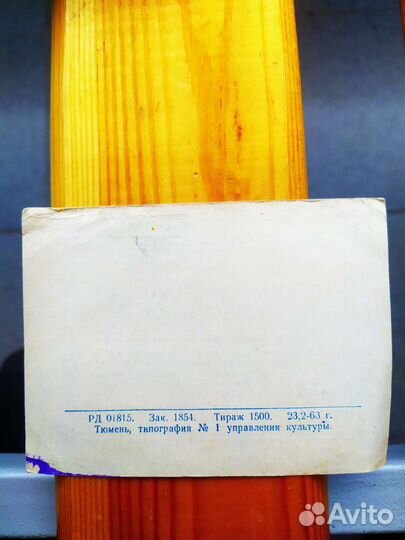 РД 01815. Зак. 1854. Тираж 1500. 23,2-63 г.
Тюмень, типография № 1 управления культуры.
Avito